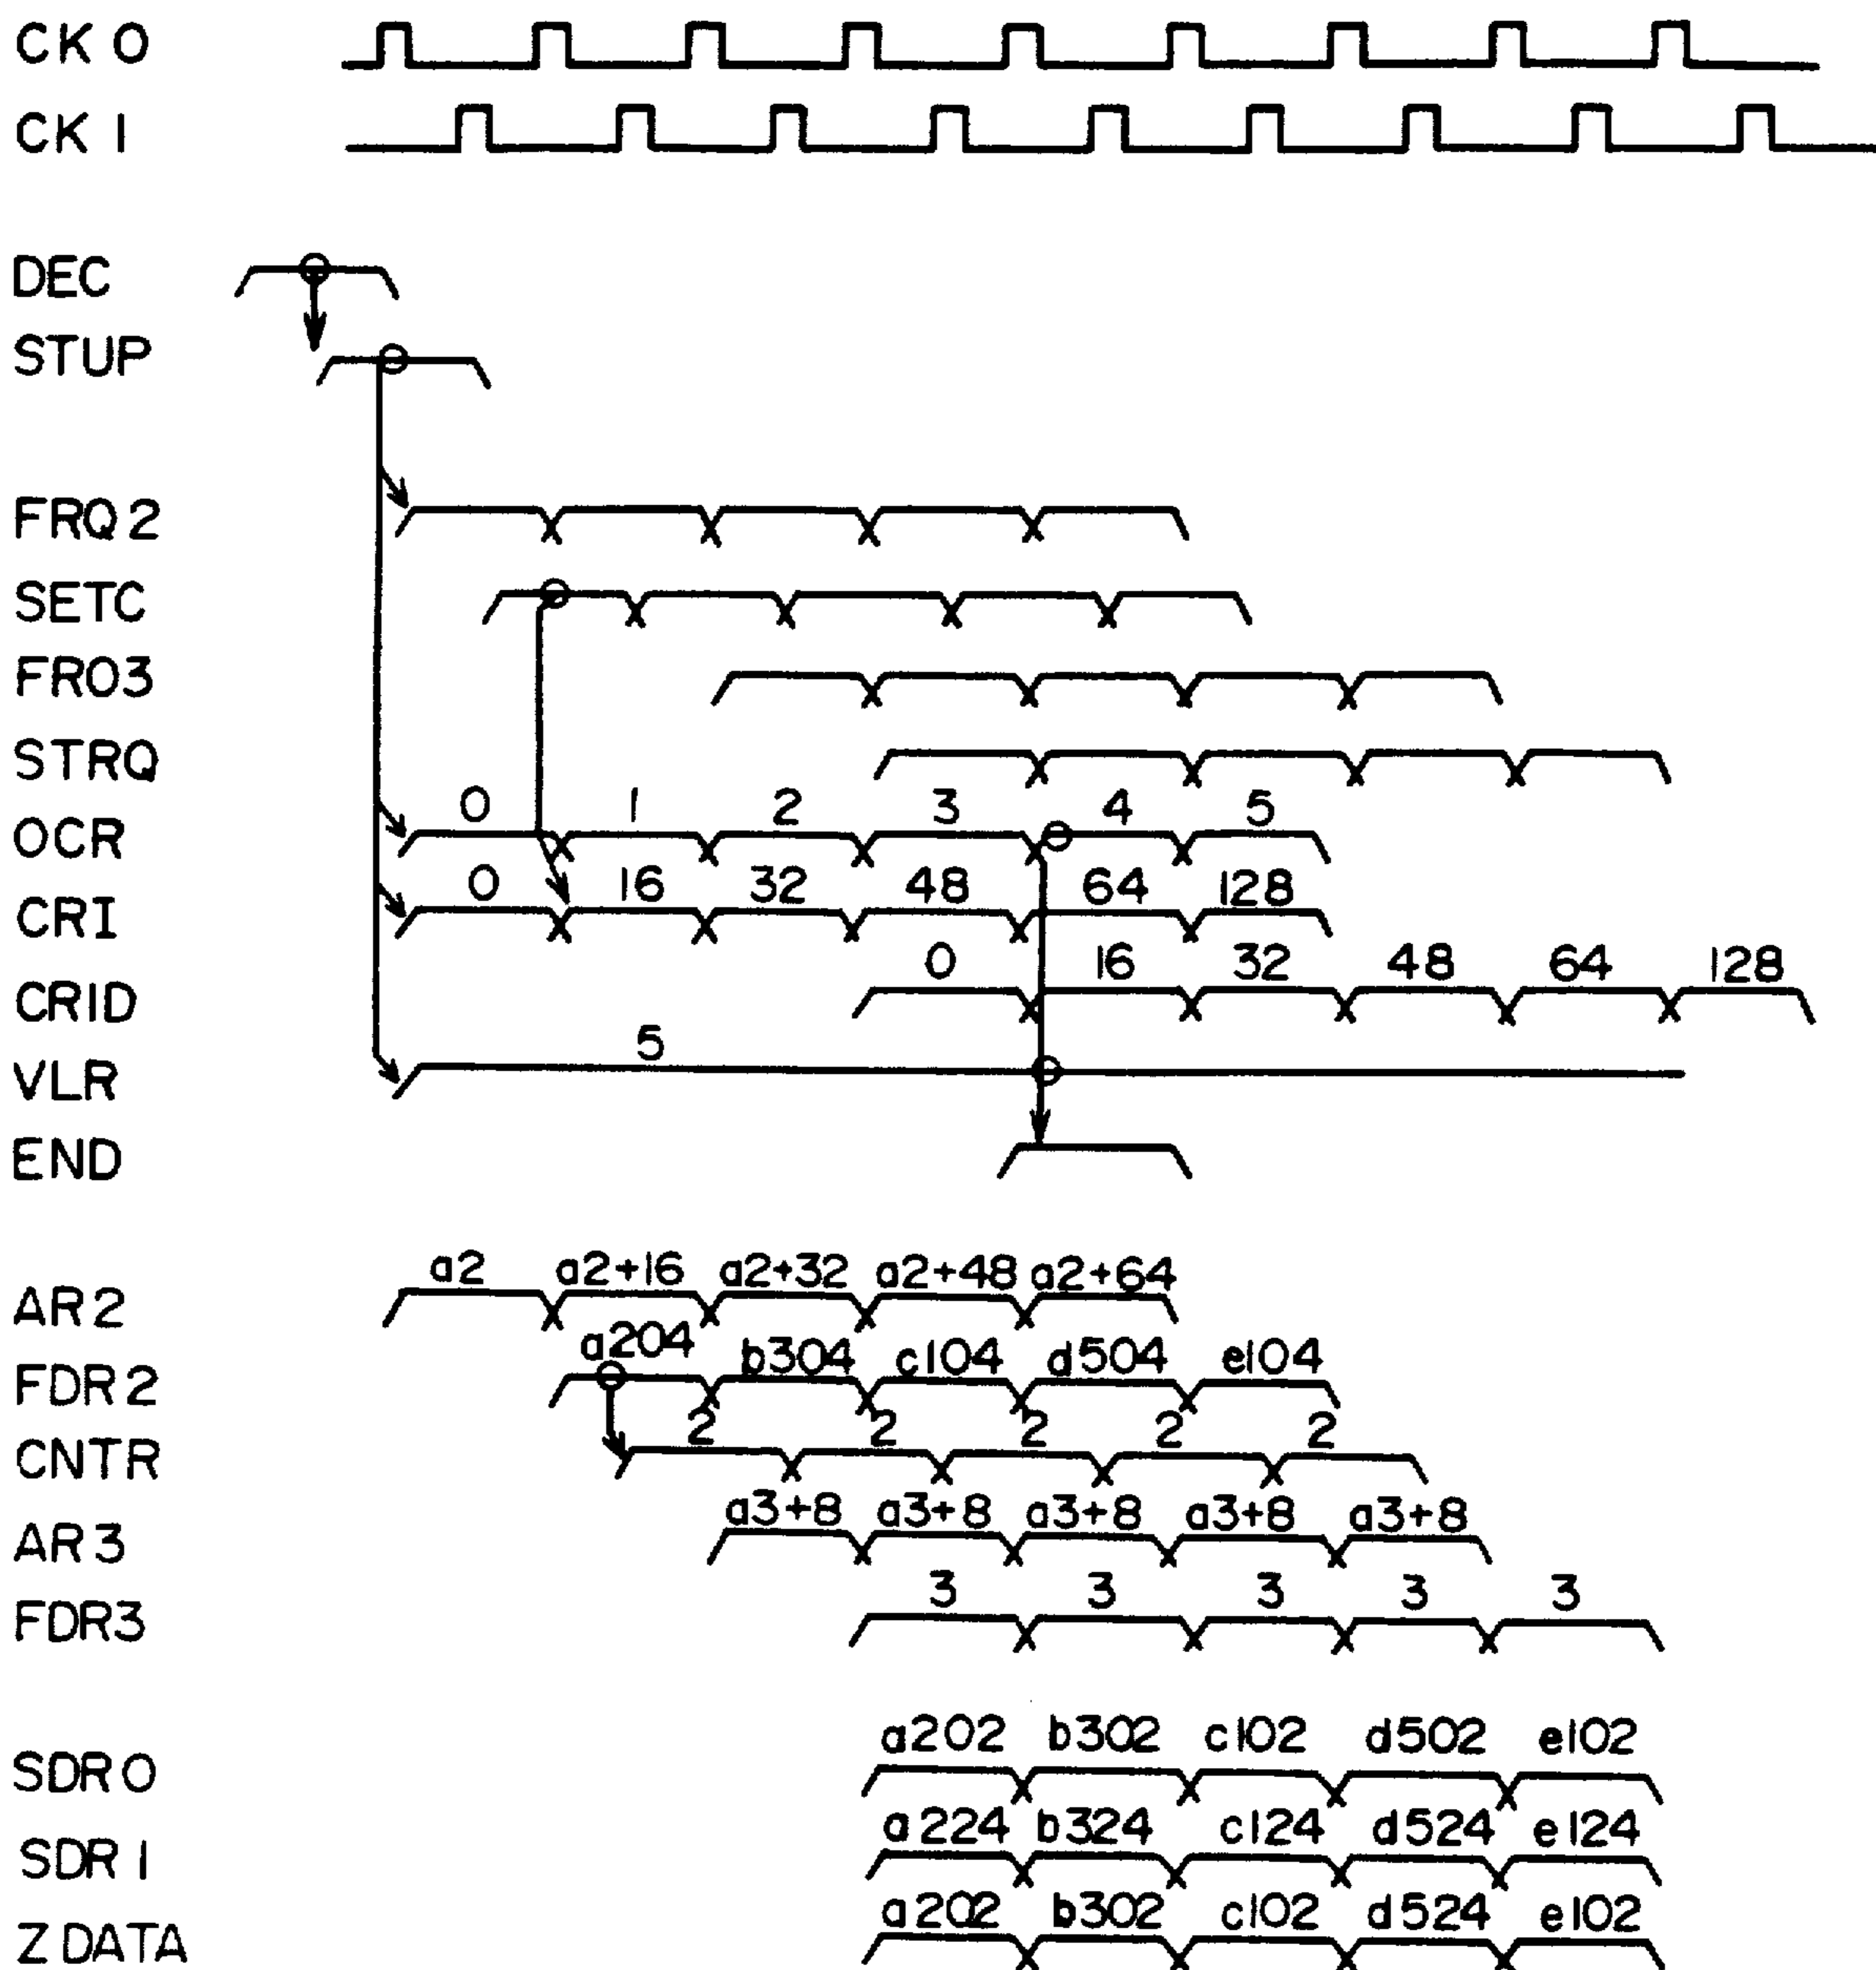 CK 0
CK 1
DEC
STUP
FRQ 2
SETC
FRO3
STRQ
0 1 2 3 4 5
OCR
0 16 32 48 64 128
CRI
0 16 32 48 64 128
CRID
5
VLR
END
a2 a2+16 a2+32 a2+48 a2+64
AR 2
a204 b304 c104 d504 e104
FDR 2
2 2 2 2 2
CNTR
a3+8 a3+8 a3+8 a3+8 a3+8
AR 3
3 3 3 3 3
FDR3
a202 b302 c102 d502 e102
SDR 0
a224 b324 c124 d524 e124
SDR 1
a202 b302 c102 d524 e102
Z DATA